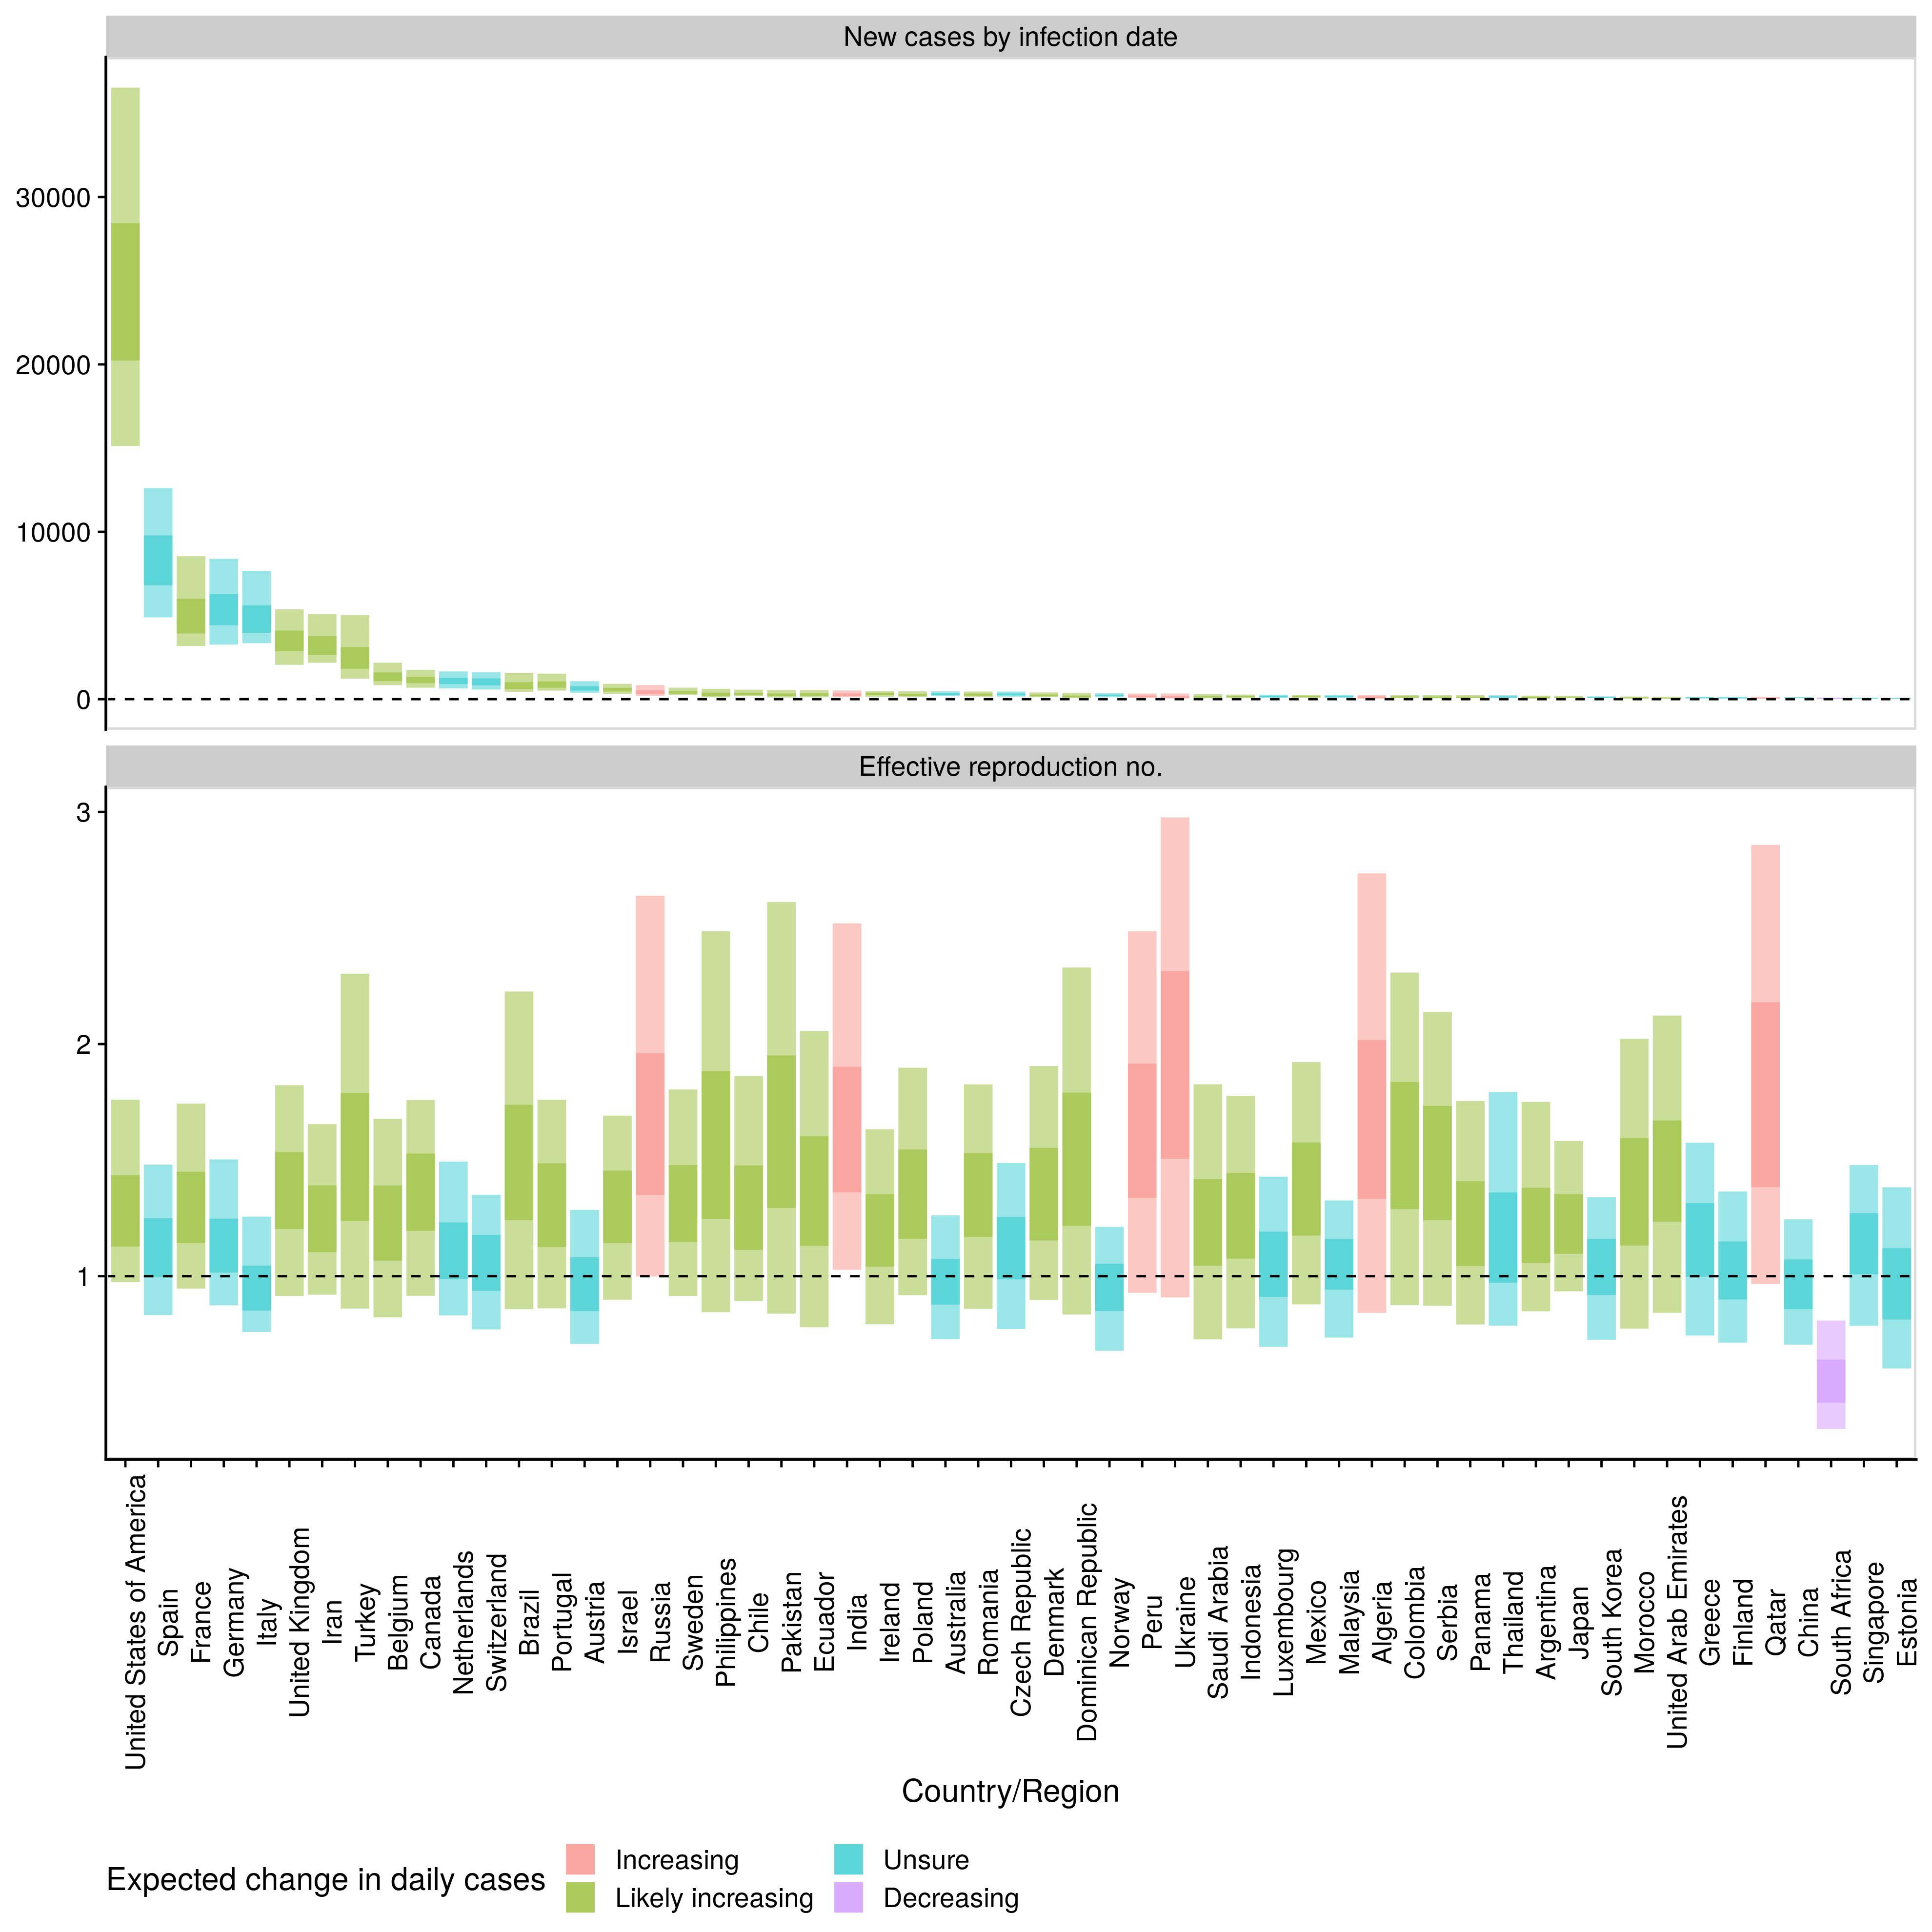 New cases by infection date
30000
20000
10000
0
Effective reproduction no.
3
2
1
United States of America
Spain
France
Germany
Italy
United Kingdom
Iran
Turkey
Belgium
Canada
Netherlands
Switzerland
Brazil
Portugal
Austria
Israel
Russia
Sweden
Philippines
Chile
Pakistan
Ecuador
India
Ireland
Poland
Australia
Romania
Czech Republic
Denmark
Dominican Republic
Norway
Peru
Ukraine
Saudi Arabia
Indonesia
Luxembourg
Mexico
Malaysia
Algeria
Colombia
Serbia
Panama
Thailand
Argentina
Japan
South Korea
Morocco
United Arab Emirates
Greece
Finland
Qatar
China
South Africa
Singapore
Estonia
Country/Region
Expected change in daily cases
Increasing
Likely increasing
Unsure
Decreasing